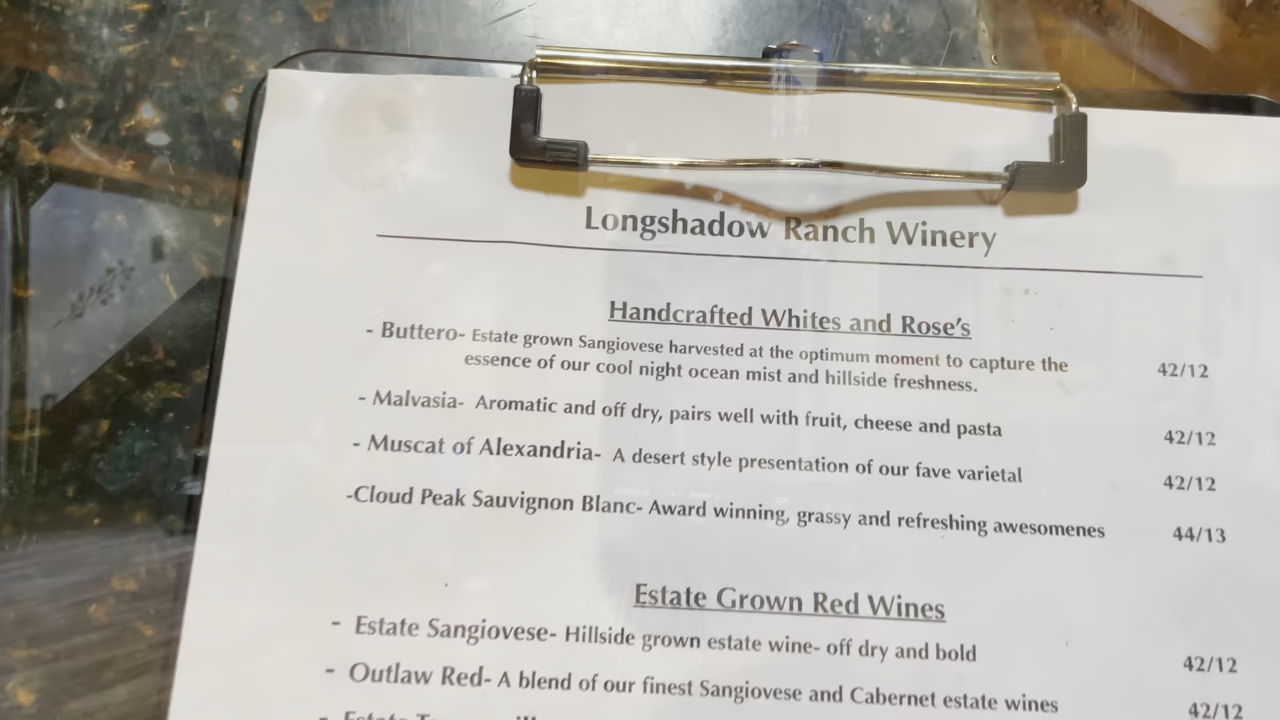 Longshadow Ranch Winery
Handcrafted Whites and Rose's
- Buttero- Estate grown Sangiovese harvested at the optimum moment to capture the
essence of our cool night ocean mist and hillside freshness. 42/12
- Malvasia- Aromatic and off dry, pairs well with fruit, cheese and pasta 42/12
- Muscat of Alexandria- A desert style presentation of our fave varietal 42/12
-Cloud Peak Sauvignon Blanc- Award winning, grassy and refreshing awesomenes 44/13
Estate Grown Red Wines
- Estate Sangiovese- Hillside grown estate wine- off dry and bold 42/12
- Outlaw Red- A blend of our finest Sangiovese and Cabernet estate wines 42/12
- Estate